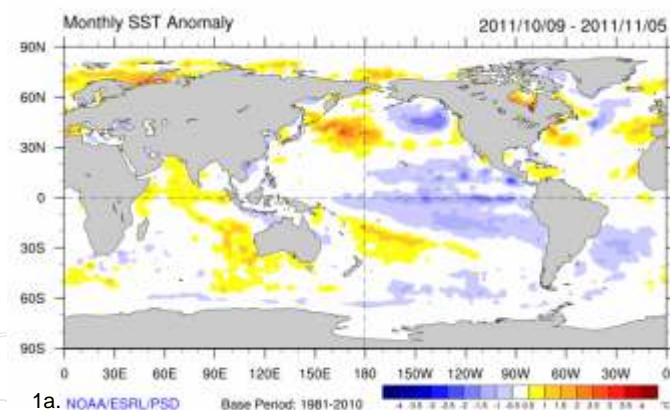 Monthly SST Anomaly 2011/10/09 - 2011/11/05
90N
60N
30N
0
30S
60S
90S
0 30E 60E 90E 120E 150E 180 150W 120W 90W 60W 30W 0
1a. NOAA/ESRL/PSD Base Period: 1981-2010